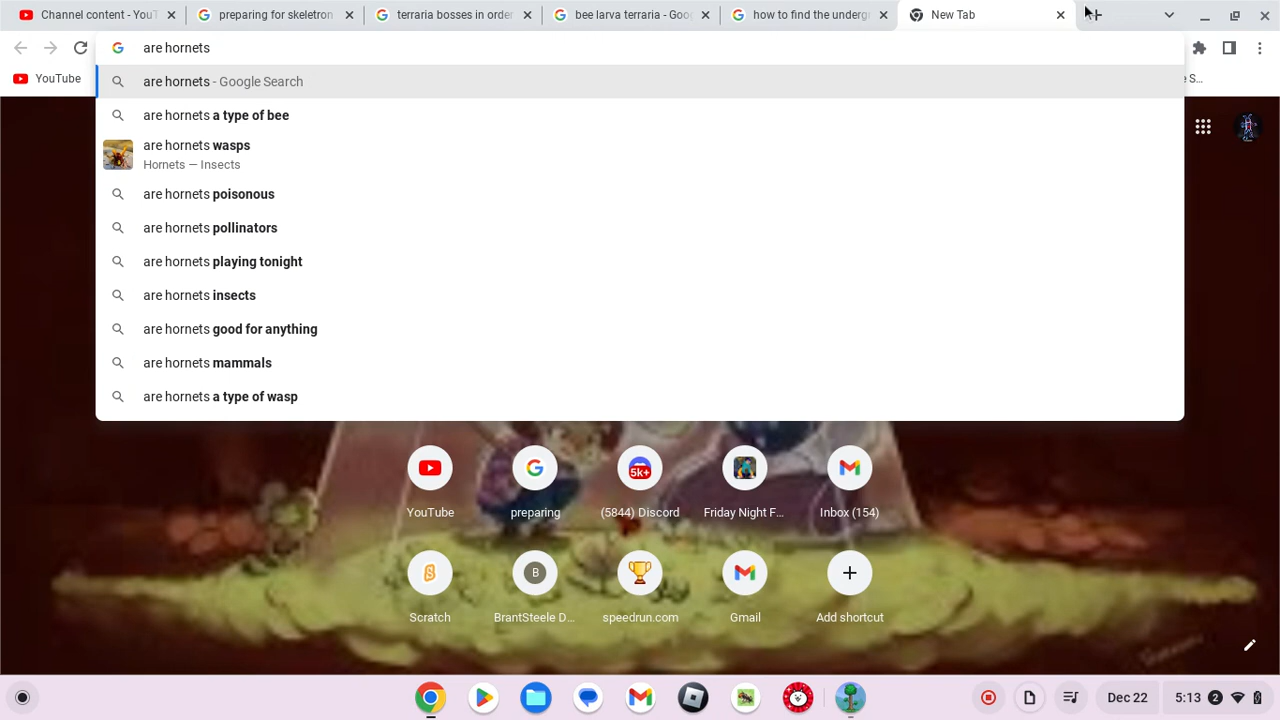 Channel content - YouT
preparing for skeletron
terraria bosses in order
bee larva terraria - Goo
how to find the underg
New Tab
are hornets
YouTube
e S...
are hornets - Google Search
are hornets a type of bee
are hornets wasps
Hornets — Insects
are hornets poisonous
are hornets pollinators
are hornets playing tonight
are hornets insects
are hornets good for anything
are hornets mammals
are hornets a type of wasp
5k+
YouTube
preparing
(5844) Discord
Friday Night F...
Inbox (154)
B
Scratch
BrantSteele D...
speedrun.com
Gmail
Add shortcut
Dec 22
5:13
2